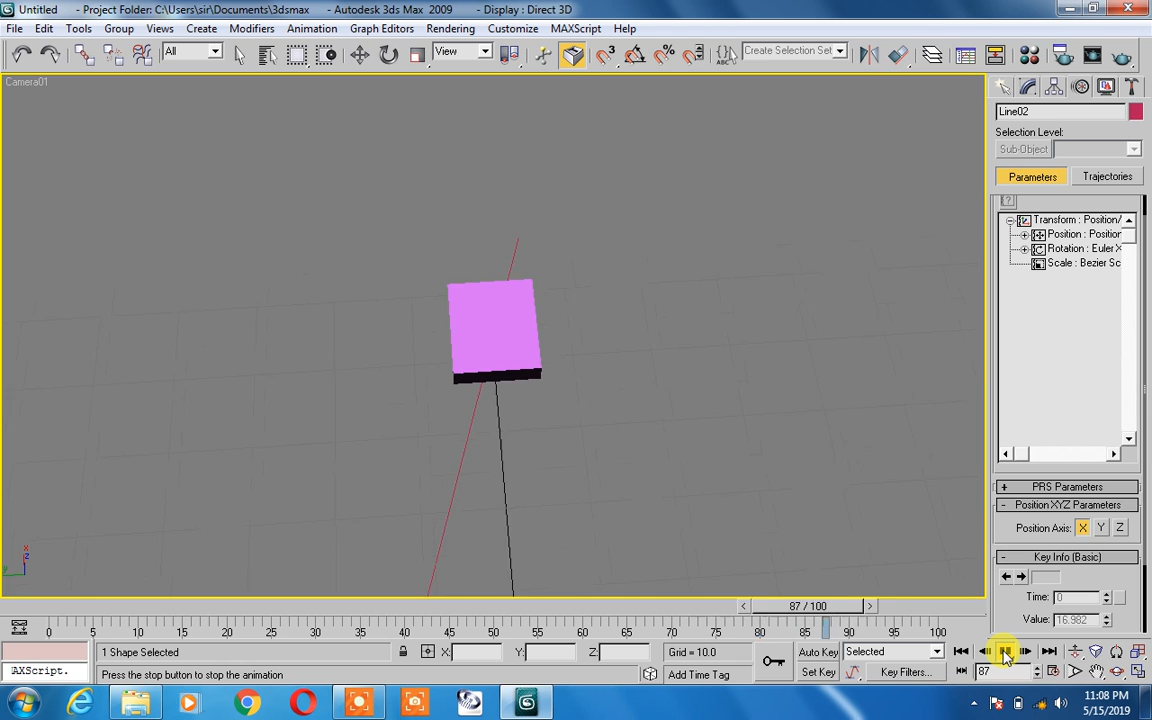 Untitled - Project Folder: C:\Users\sir\Documents\3dsmax - Autodesk 3ds Max 2009 - Display : Direct 3D
File Edit Tools Group Views Create Modifiers Animation Graph Editors Rendering Customize MAXScript Help
All View Create Selection Set
Camera01
Line02
Selection Level:
Sub-Object
Parameters Trajectories
Transform : Position/
Position : Position
Rotation : Euler X
Scale : Bezier Sc
+ PRS Parameters
- Position XYZ Parameters
Position Axis: X Y Z
- Key Info (Basic)
Time: 0
Value: 16.982
< 87 / 100 >
0 5 10 15 20 25 30 35 40 45 50 55 60 65 70 75 80 85 90 95 100
1 Shape Selected X: Y: Z: Grid = 10.0 Auto Key Selected
AXScript. Press the stop button to stop the animation Add Time Tag Set Key Key Filters... 87
11:08 PM
5/15/2019